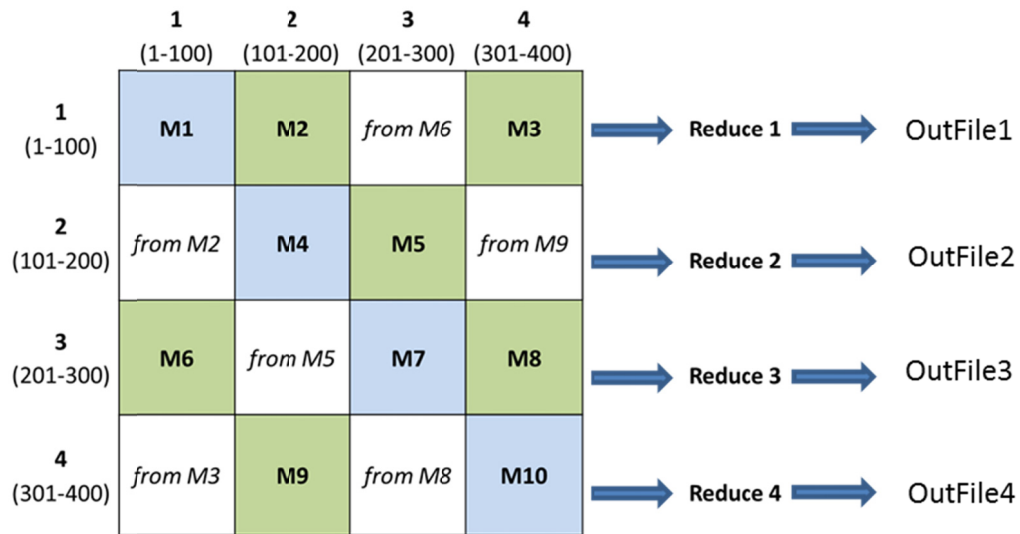 1 2 3 4
(1-100) (101-200) (201-300) (301-400)
1
(1-100)
M1 M2 from M6 M3 Reduce 1 OutFile1
2
(101-200)
from M2 M4 M5 from M9 Reduce 2 OutFile2
3
(201-300)
M6 from M5 M7 M8 Reduce 3 OutFile3
4
(301-400)
from M3 M9 from M8 M10 Reduce 4 OutFile4